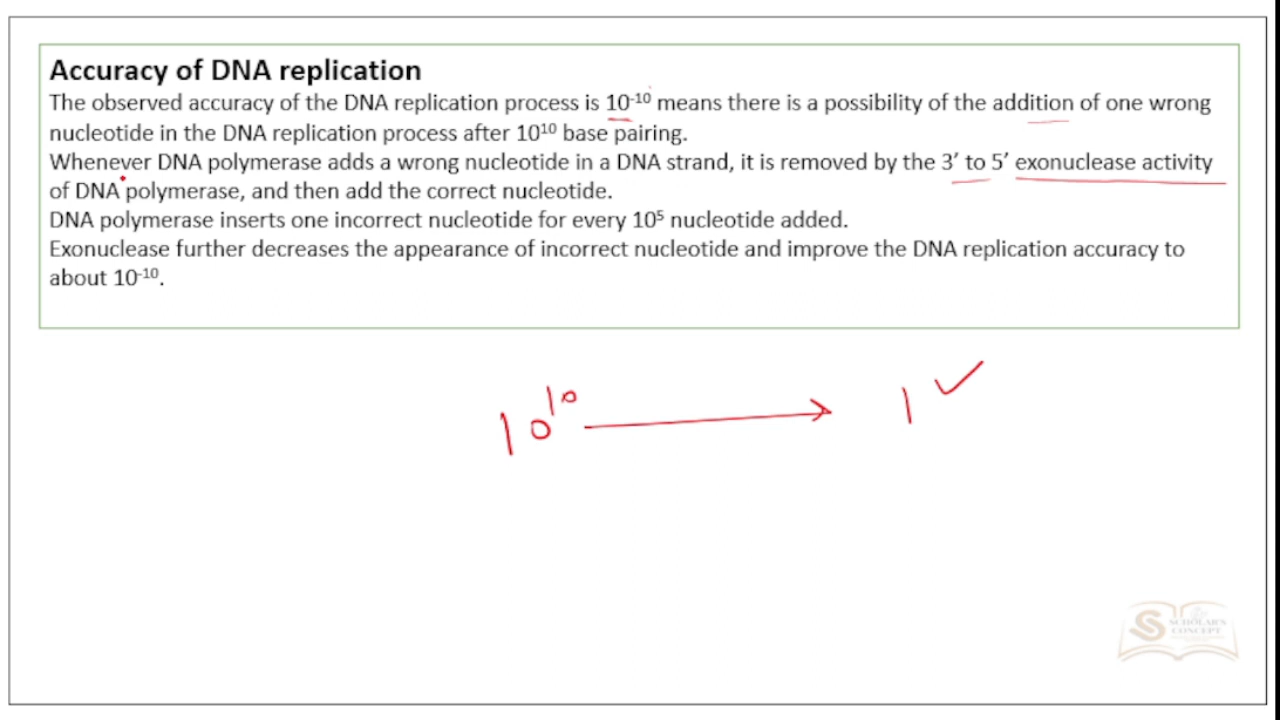 Accuracy of DNA replication
The observed accuracy of the DNA replication process is 10⁻¹⁰ means there is a possibility of the addition of one wrong
nucleotide in the DNA replication process after 10¹⁰ base pairing.
Whenever DNA polymerase adds a wrong nucleotide in a DNA strand, it is removed by the 3′ to 5′ exonuclease activity
of DNA polymerase, and then add the correct nucleotide.
DNA polymerase inserts one incorrect nucleotide for every 10⁵ nucleotide added.
Exonuclease further decreases the appearance of incorrect nucleotide and improve the DNA replication accuracy to
about 10⁻¹⁰.
10¹⁰ → 1 ✓
SCHOLAR'S
CONCEPT